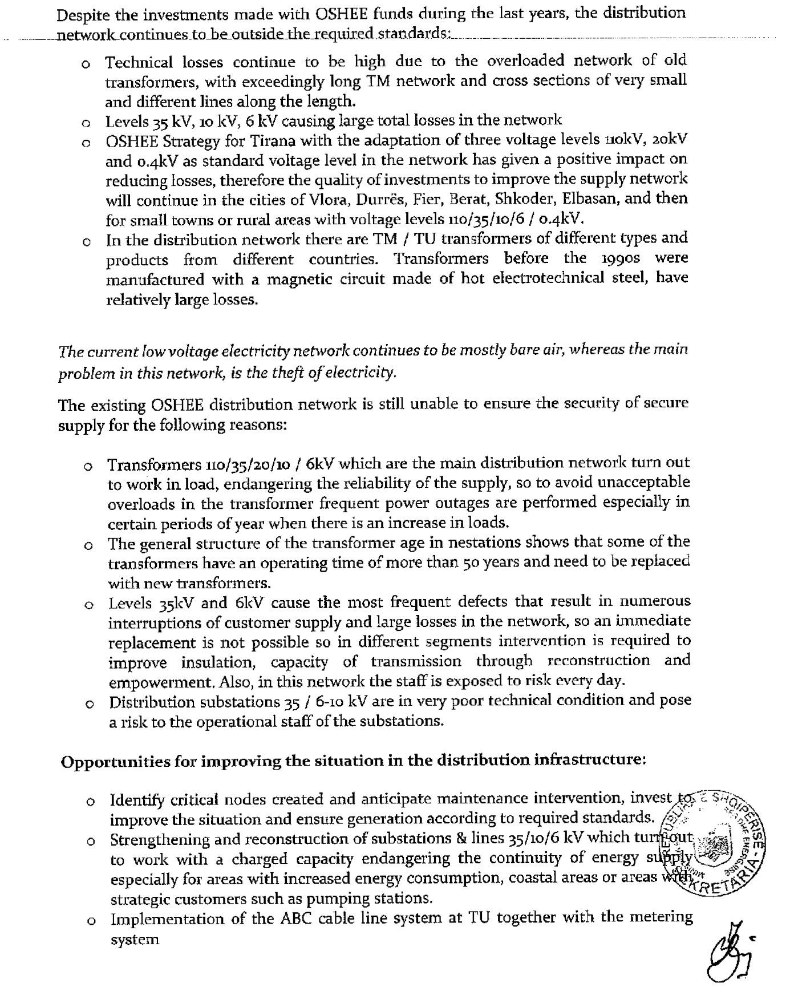 Despite the investments made with OSHEE funds during the last years, the distribution
network continues to be outside the required standards:
o Technical losses continue to be high due to the overloaded network of old
transformers, with exceedingly long TM network and cross sections of very small
and different lines along the length.
o Levels 35 kV, 10 kV, 6 kV causing large total losses in the network
o OSHEE Strategy for Tirana with the adaptation of three voltage levels 110kV, 20kV
and 0.4kV as standard voltage level in the network has given a positive impact on
reducing losses, therefore the quality of investments to improve the supply network
will continue in the cities of Vlora, Durrës, Fier, Berat, Shkoder, Elbasan, and then
for small towns or rural areas with voltage levels 110/35/10/6 / 0.4kV.
o In the distribution network there are TM / TU transformers of different types and
products from different countries. Transformers before the 1990s were
manufactured with a magnetic circuit made of hot electrotechnical steel, have
relatively large losses.
The current low voltage electricity network continues to be mostly bare air, whereas the main
problem in this network, is the theft of electricity.
The existing OSHEE distribution network is still unable to ensure the security of secure
supply for the following reasons:
o Transformers 110/35/20/10 / 6kV which are the main distribution network turn out
to work in load, endangering the reliability of the supply, so to avoid unacceptable
overloads in the transformer frequent power outages are performed especially in
certain periods of year when there is an increase in loads.
o The general structure of the transformer age in nestations shows that some of the
transformers have an operating time of more than 50 years and need to be replaced
with new transformers.
o Levels 35kV and 6kV cause the most frequent defects that result in numerous
interruptions of customer supply and large losses in the network, so an immediate
replacement is not possible so in different segments intervention is required to
improve insulation, capacity of transmission through reconstruction and
empowerment. Also, in this network the staff is exposed to risk every day.
o Distribution substations 35 / 6-10 kV are in very poor technical condition and pose
a risk to the operational staff of the substations.
Opportunities for improving the situation in the distribution infrastructure:
o Identify critical nodes created and anticipate maintenance intervention, invest to
improve the situation and ensure generation according to required standards.
o Strengthening and reconstruction of substations & lines 35/10/6 kV which turn out
to work with a charged capacity endangering the continuity of energy supply
especially for areas with increased energy consumption, coastal areas or areas with
strategic customers such as pumping stations.
o Implementation of the ABC cable line system at TU together with the metering
system
REPUBLIKA E SHQIPERISE
SEKRETARIA